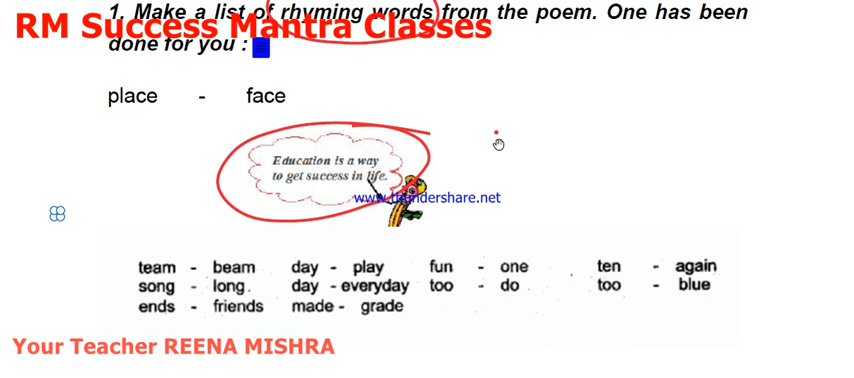 1. Make a list of rhyming words from the poem. One has been
RM Success Mantra Classes
done for you :
place - face
Education is a way
to get success in life.
www.thundershare.net
team - beam day - play fun - one ten - again
song - long. day - everyday too - do too - blue
ends - friends made - grade
Your Teacher REENA MISHRA